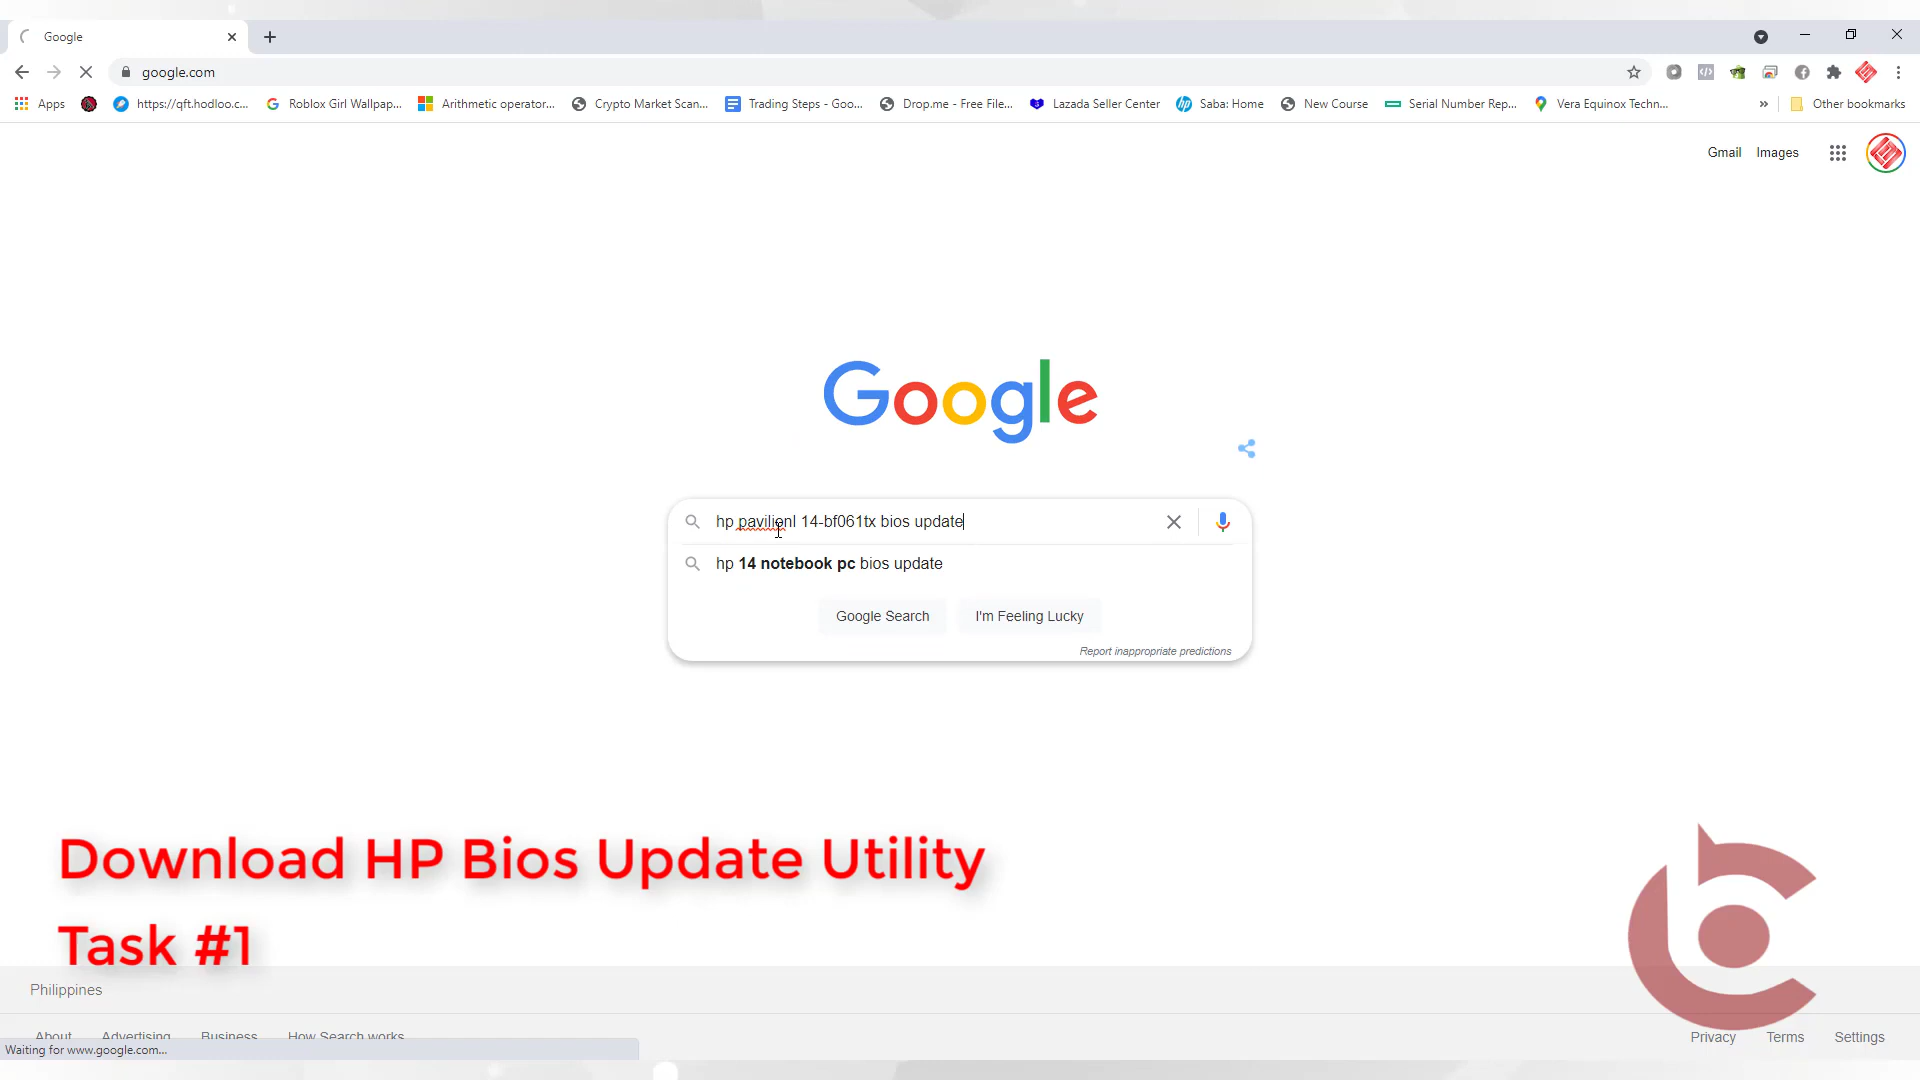 Google
google.com
Apps
https://qft.hodloo.c...
Roblox Girl Wallpap...
Arithmetic operator...
Crypto Market Scan...
Trading Steps - Goo...
Drop.me - Free File...
Lazada Seller Center
Saba: Home
New Course
Serial Number Rep...
Vera Equinox Techn...
»
Other bookmarks
Gmail
Images
Google
hp pavilienl 14-bf061tx bios update
hp 14 notebook pc bios update
Google Search
I'm Feeling Lucky
Report inappropriate predictions
Download HP Bios Update Utility
Task #1
Philippines
About
Advertising
Business
How Search works
Privacy
Terms
Settings
Waiting for www.google.com...